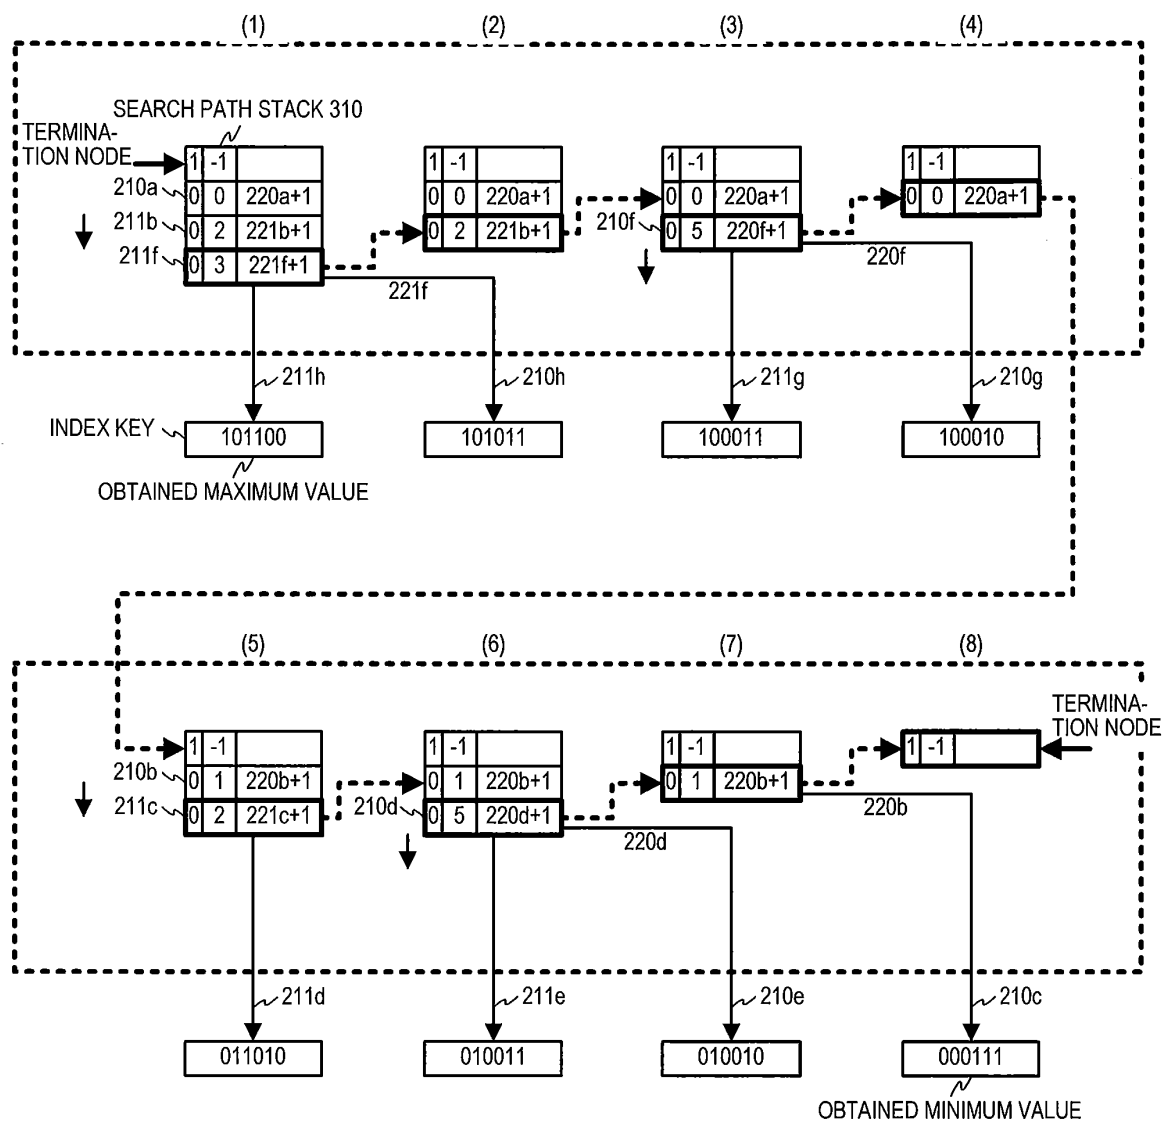 (1) (2) (3) (4)
SEARCH PATH STACK 310
TERMINA-
TION NODE
1 -1 1 -1 1 -1 1 -1
210a 0 0 220a+1 0 0 220a+1 0 0 220a+1 0 0 220a+1
211b 0 2 221b+1 0 2 221b+1 210f 0 5 220f+1
211f 0 3 221f+1
221f 220f
211h 210h 211g 210g
INDEX KEY 101100 101011 100011 100010
OBTAINED MAXIMUM VALUE
(5) (6) (7) (8)
TERMINA-
TION NODE
1 -1 1 -1 1 -1 1 -1
210b 0 1 220b+1 0 1 220b+1 0 1 220b+1
211c 0 2 221c+1 210d 0 5 220d+1
220d 220b
211d 211e 210e 210c
011010 010011 010010 000111
OBTAINED MINIMUM VALUE